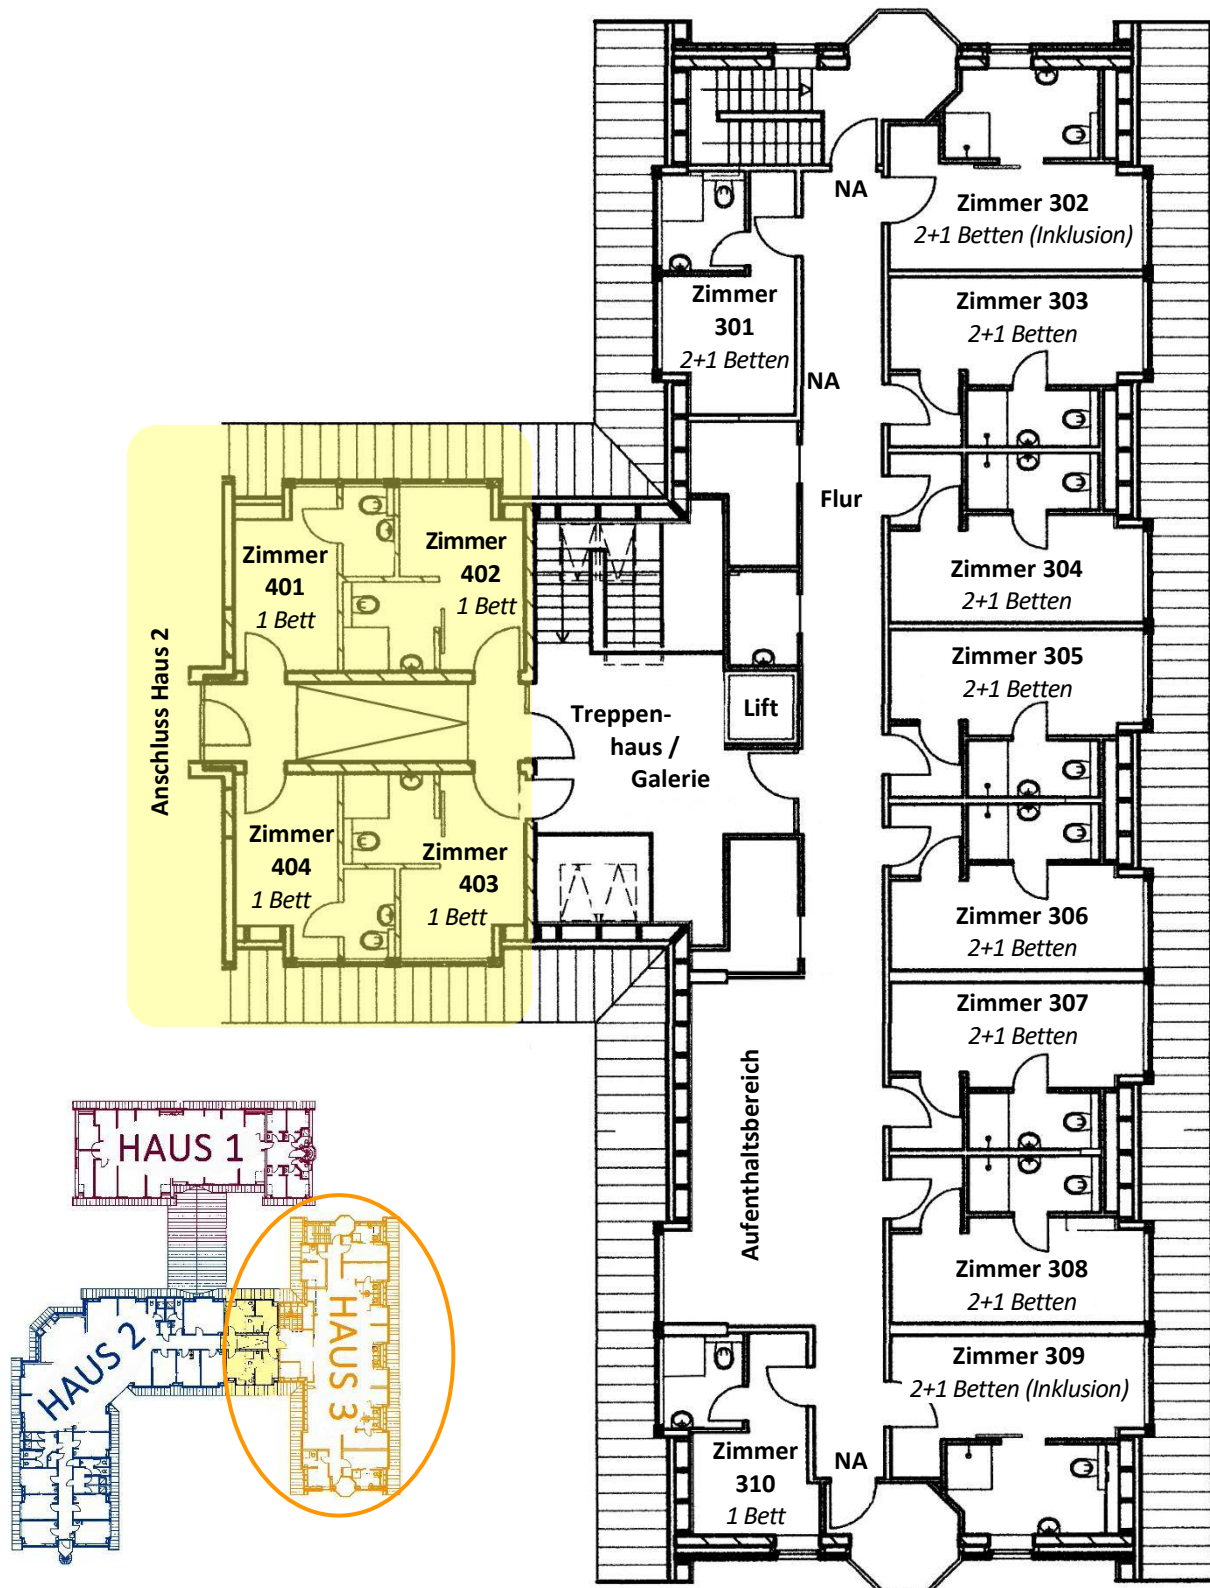 NA
Zimmer 302
2+1 Betten (Inklusion)
Zimmer
301
2+1 Betten
Zimmer 303
2+1 Betten
NA
Flur
Zimmer
401
1 Bett
Zimmer
402
1 Bett
Zimmer 304
2+1 Betten
Anschluss Haus 2
Zimmer 305
2+1 Betten
Treppen-
haus /
Galerie
Lift
Zimmer
404
1 Bett
Zimmer
403
1 Bett
Zimmer 306
2+1 Betten
Zimmer 307
2+1 Betten
Aufenthaltsbereich
Zimmer 308
2+1 Betten
Zimmer 309
2+1 Betten (Inklusion)
Zimmer
310
1 Bett
NA
HAUS 1
HAUS 2
HAUS 3